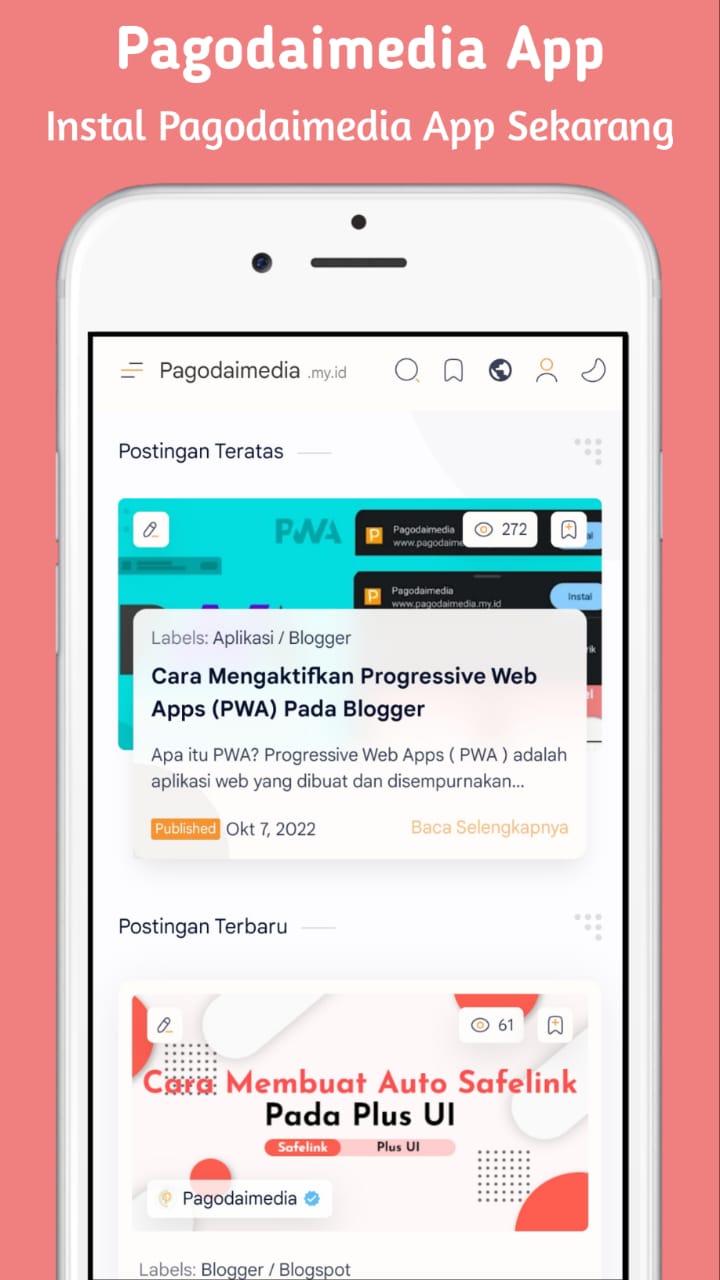 Pagodaimedia App
Instal Pagodaimedia App Sekarang
Pagodaimedia .my.id
Postingan Teratas
PWA
Pagodaimedia
272
Pagodaimedia
www.pagodaimedia.my.id
Instal
Labels: Aplikasi / Blogger
Cara Mengaktifkan Progressive Web
Apps (PWA) Pada Blogger
Apa itu PWA? Progressive Web Apps ( PWA ) adalah
aplikasi web yang dibuat dan disempurnakan...
Published Okt 7, 2022
Baca Selengkapnya
Postingan Terbaru
61
Cara Membuat Auto Safelink
Pada Plus UI
Safelink Plus UI
Pagodaimedia
Labels: Blogger / Blogspot